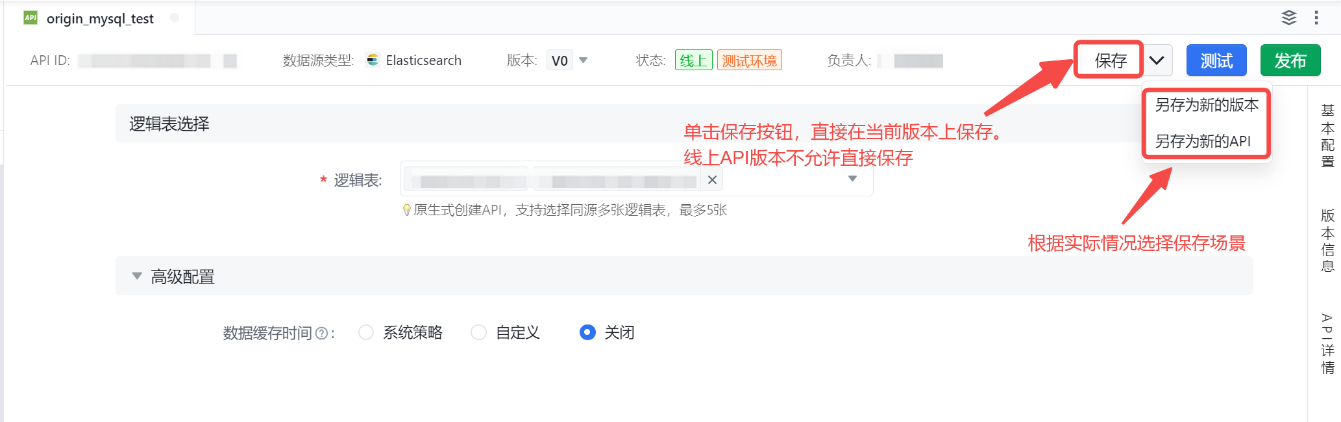 API origin_mysql_test
API ID: 数据源类型: Elasticsearch 版本: V0 状态: 线上 测试环境 负责人: 保存 测试 发布
另存为新的版本
另存为新的API
逻辑表选择
单击保存按钮，直接在当前版本上保存。
线上API版本不允许直接保存
* 逻辑表: ×
原生式创建API，支持选择同源多张逻辑表，最多5张
根据实际情况选择保存场景
高级配置
数据缓存时间?: 系统策略 自定义 关闭
基本配置
版本信息
API详情